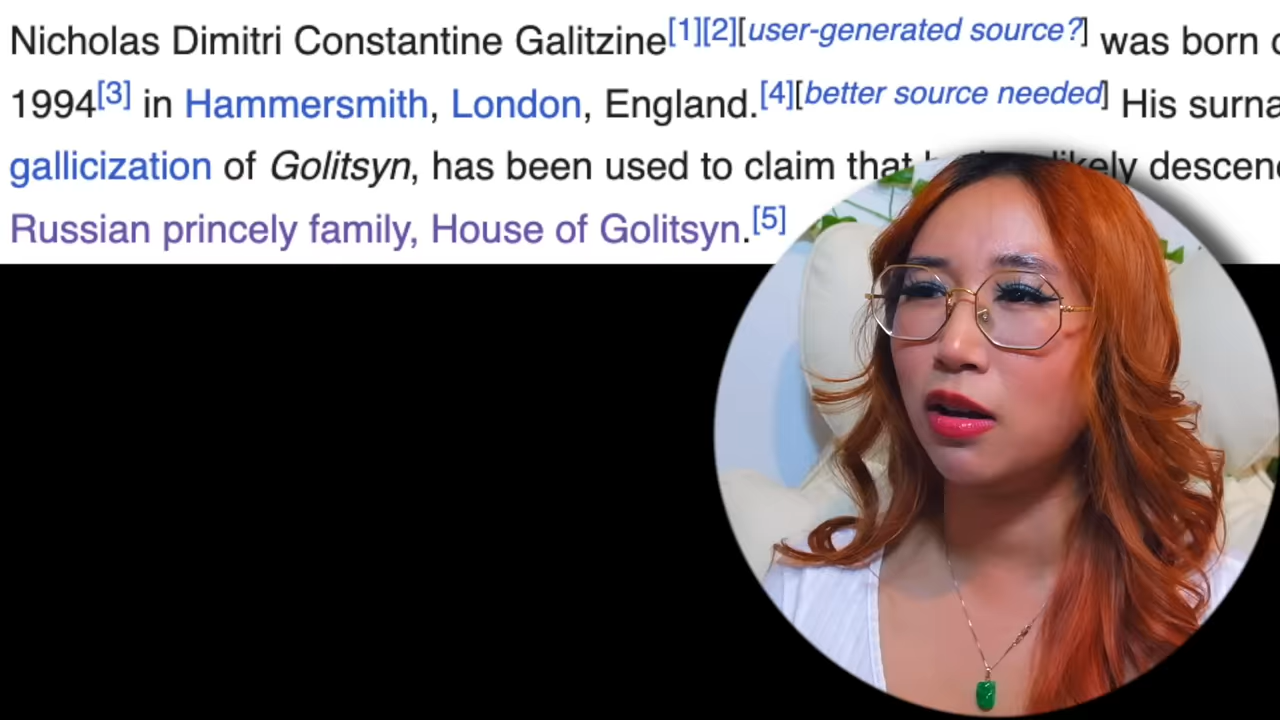 Nicholas Dimitri Constantine Galitzine[1][2][user-generated source?] was born
1994[3] in Hammersmith, London, England.[4][better source needed] His
gallicization of Golitsyn, has been used to claim that likely
Russian princely family, House of Golitsyn.[5]